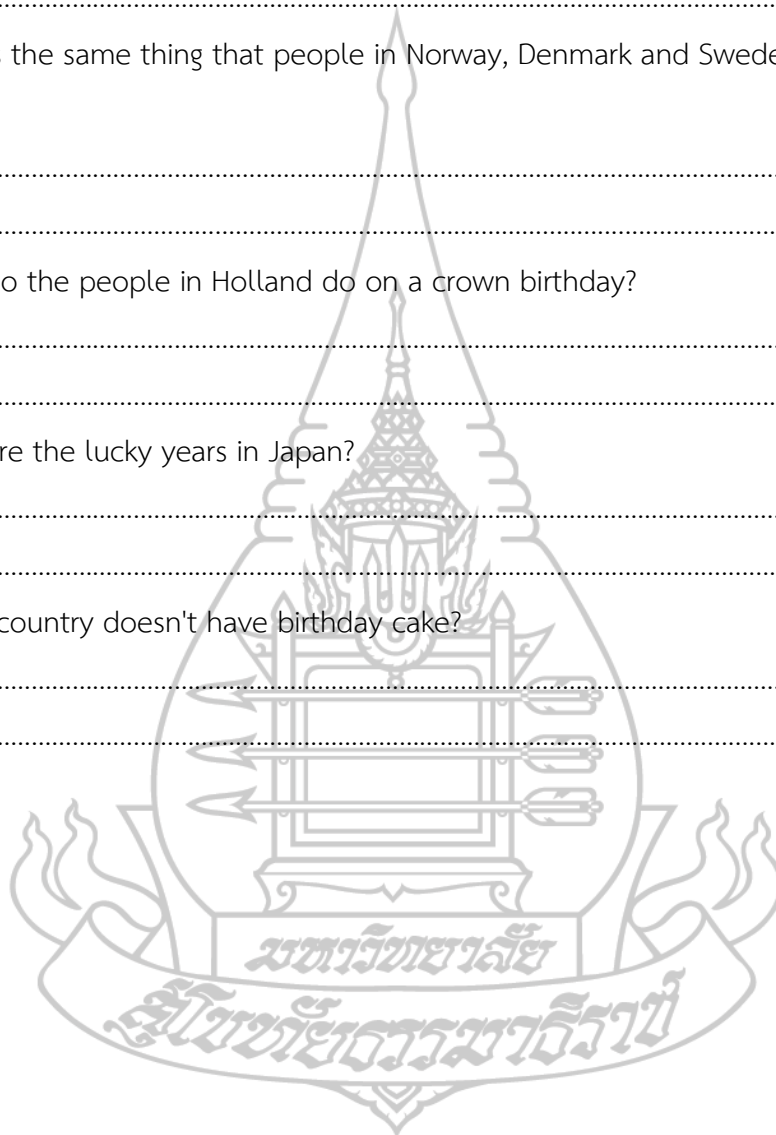 s the same thing that people in Norway, Denmark and Swede
o the people in Holland do on a crown birthday?
re the lucky years in Japan?
country doesn't have birthday cake?
มหาวิทยาลัย
สุโขทัยธรรมาธิราช